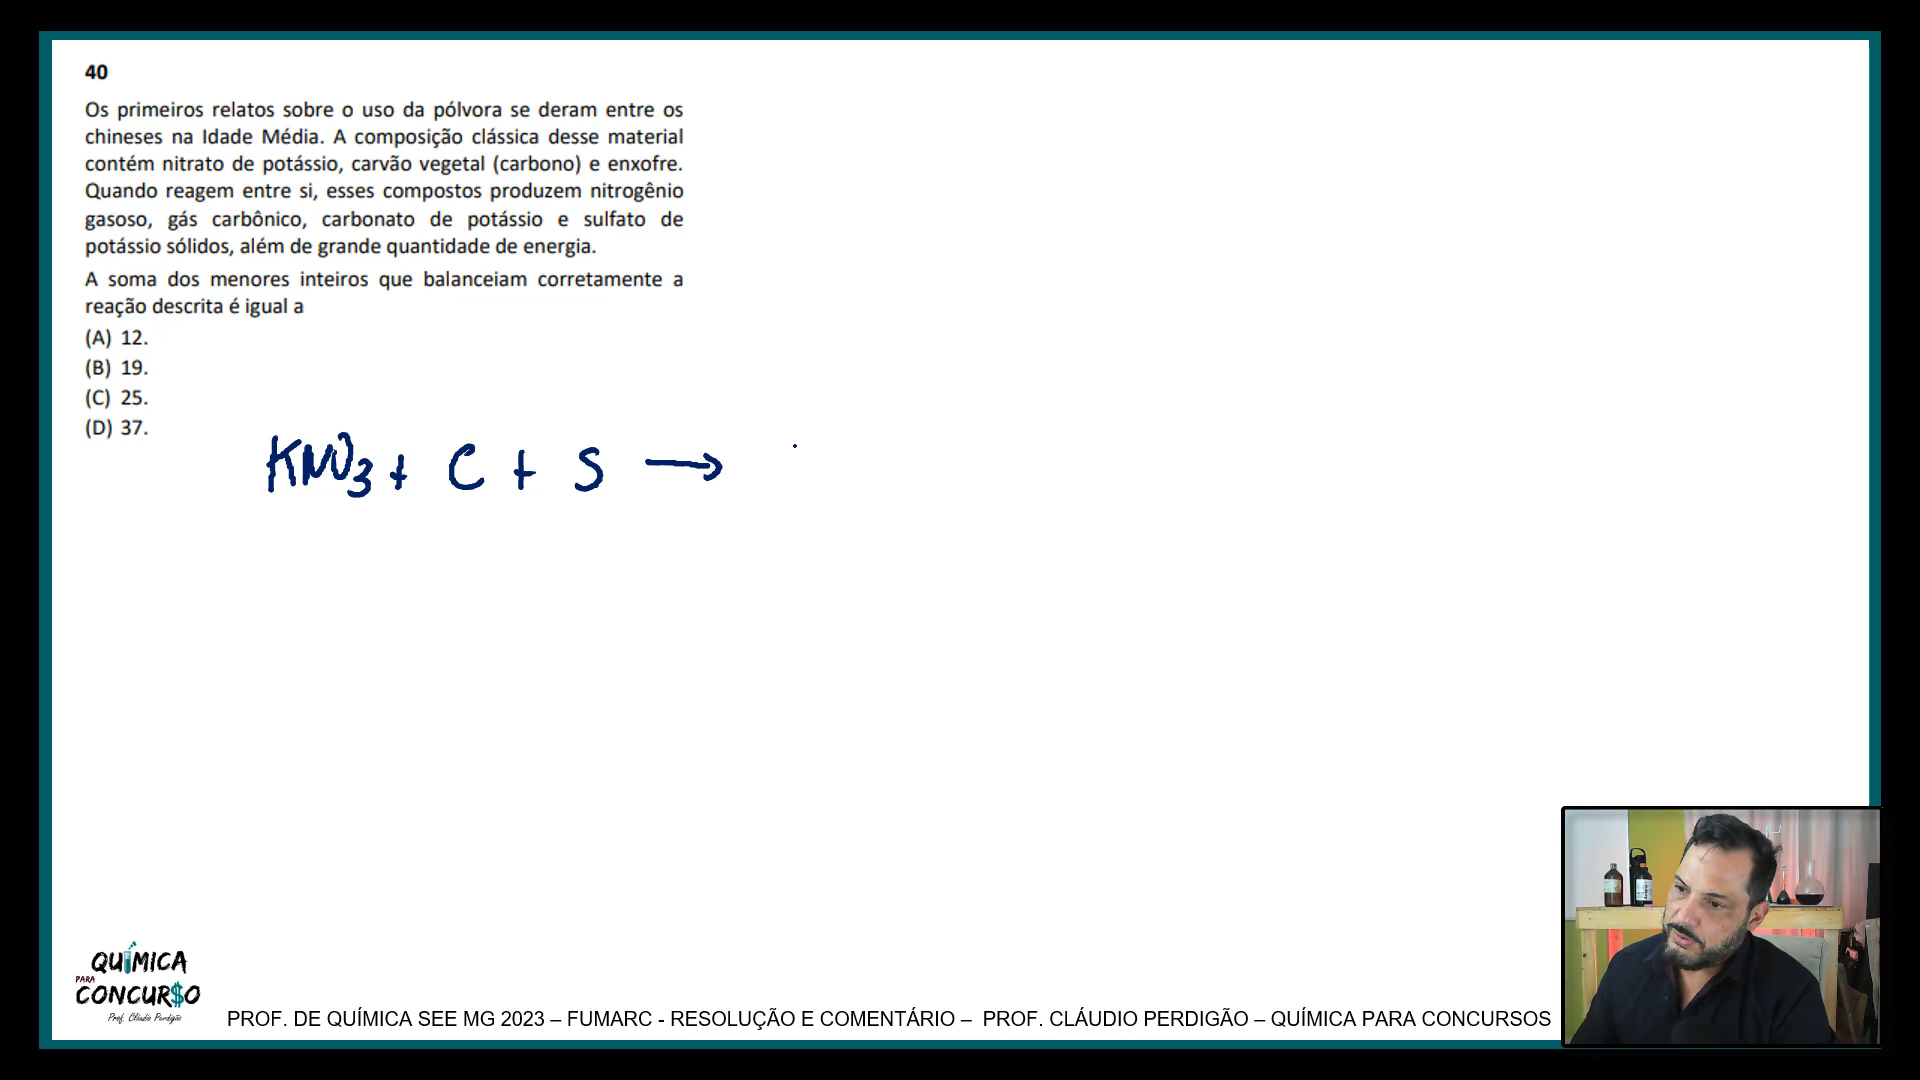 40
Os primeiros relatos sobre o uso da pólvora se deram entre os
chineses na Idade Média. A composição clássica desse material
contém nitrato de potássio, carvão vegetal (carbono) e enxofre.
Quando reagem entre si, esses compostos produzem nitrogênio
gasoso, gás carbônico, carbonato de potássio e sulfato de
potássio sólidos, além de grande quantidade de energia.
A soma dos menores inteiros que balanceiam corretamente a
reação descrita é igual a
(A) 12.
(B) 19.
(C) 25.
(D) 37.
KNO3 + C + S →
QUÍMICA
PARA
CONCUR$O
Prof. Cláudio Perdigão
PROF. DE QUÍMICA SEE MG 2023 – FUMARC - RESOLUÇÃO E COMENTÁRIO – PROF. CLÁUDIO PERDIGÃO – QUÍMICA PARA CONCURSOS